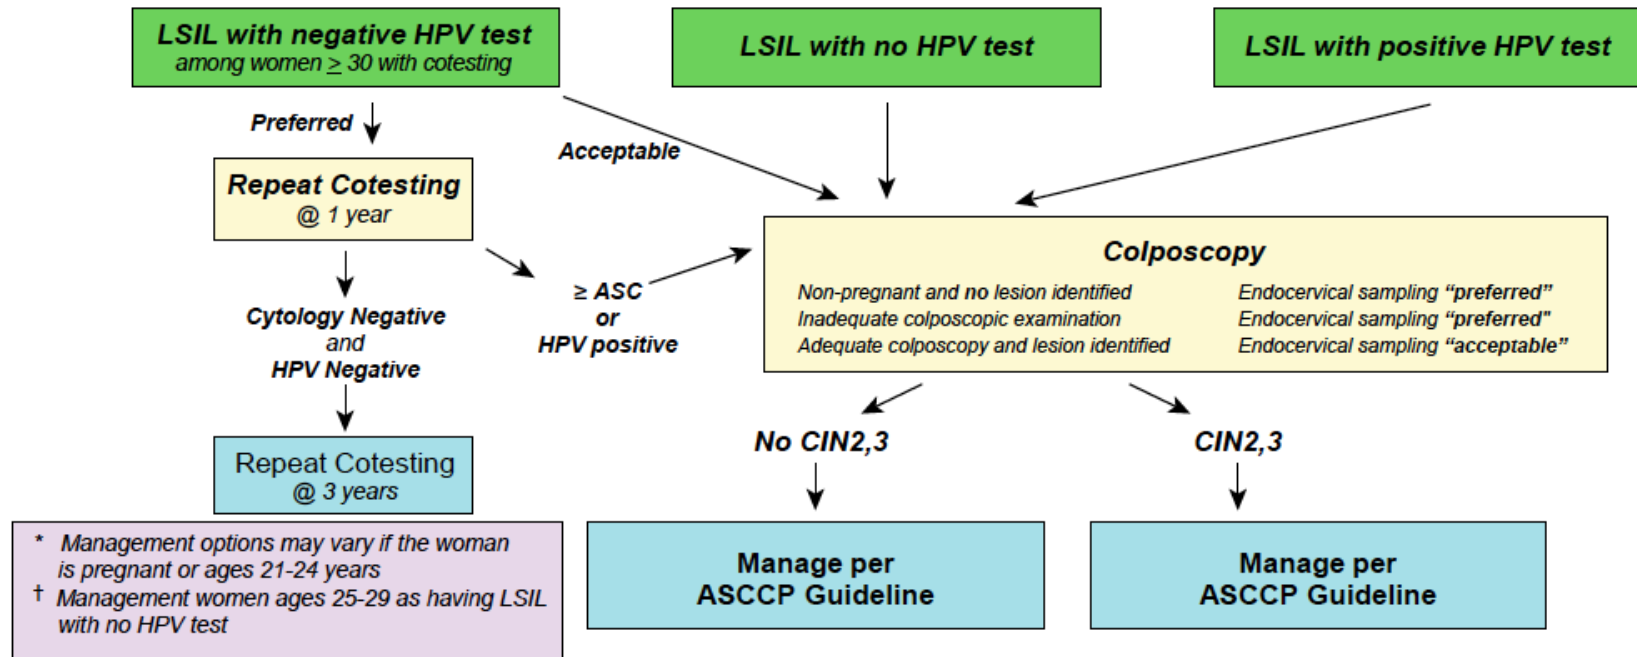 LSIL with negative HPV test
among women ≥ 30 with cotesting
LSIL with no HPV test
LSIL with positive HPV test
Preferred
Acceptable
Repeat Cotesting
@ 1 year
≥ ASC
or
HPV positive
Cytology Negative
and
HPV Negative
Repeat Cotesting
@ 3 years
Colposcopy
Non-pregnant and no lesion identified Endocervical sampling “preferred”
Inadequate colposcopic examination Endocervical sampling “preferred"
Adequate colposcopy and lesion identified Endocervical sampling “acceptable”
No CIN2,3
CIN2,3
Manage per
ASCCP Guideline
Manage per
ASCCP Guideline
* Management options may vary if the woman
is pregnant or ages 21-24 years
† Management women ages 25-29 as having LSIL
with no HPV test